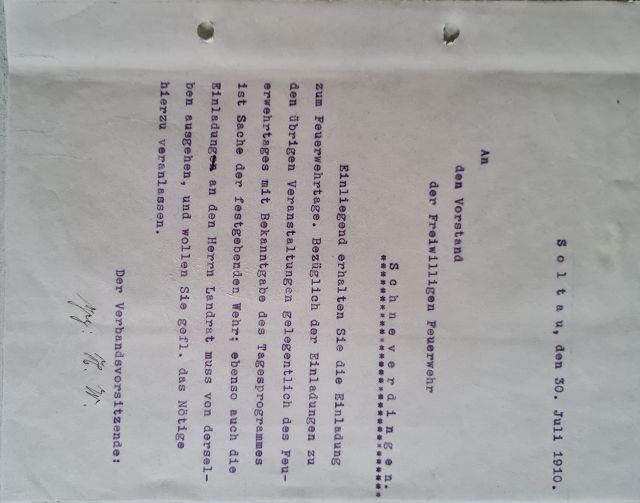 S o l t a u, den 30. Juli 1910.
An
den Vorstand
der Freiwilligen Feuerwehr
S c h n e v e r d i n g e n.
Einliegend erhalten Sie die Einladung
zum Feuerwehrtage. Bezüglich der Einladungen zu
den übrigen Veranstaltungen gelegentlich des Feu-
erwehrtages mit Bekanntgabe des Tagesprogrammes
ist Sache der festgebenden Wehr; ebenso auch die
Einladungen an den Herrn Landrat muss von dersel-
ben ausgehen, und wollen Sie gefl. das Nötige
hierzu veranlassen.
Der Verbandsvorsitzende: